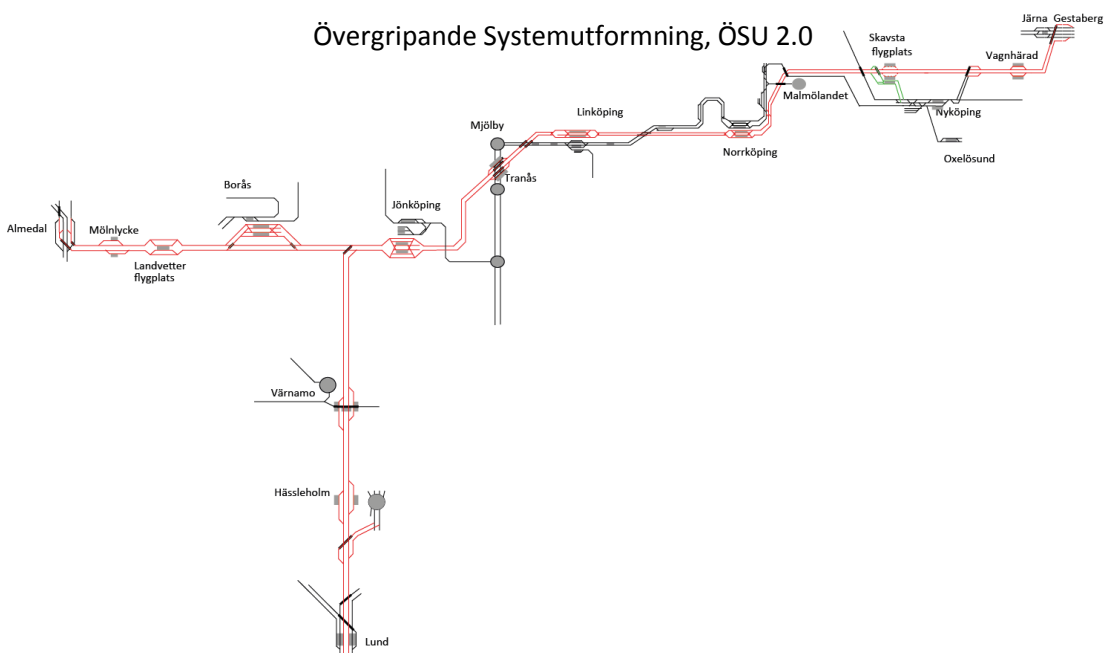 Övergripande Systemutformning, ÖSU 2.0
Järna Gestaberg
Skavsta
flygplats
Vagnhärad
Malmölandet
Nyköping
Linköping
Mjölby
Norrköping
Oxelösund
Tranås
Borås
Jönköping
Almedal
Mölnlycke
Landvetter
flygplats
Värnamo
Hässleholm
Lund